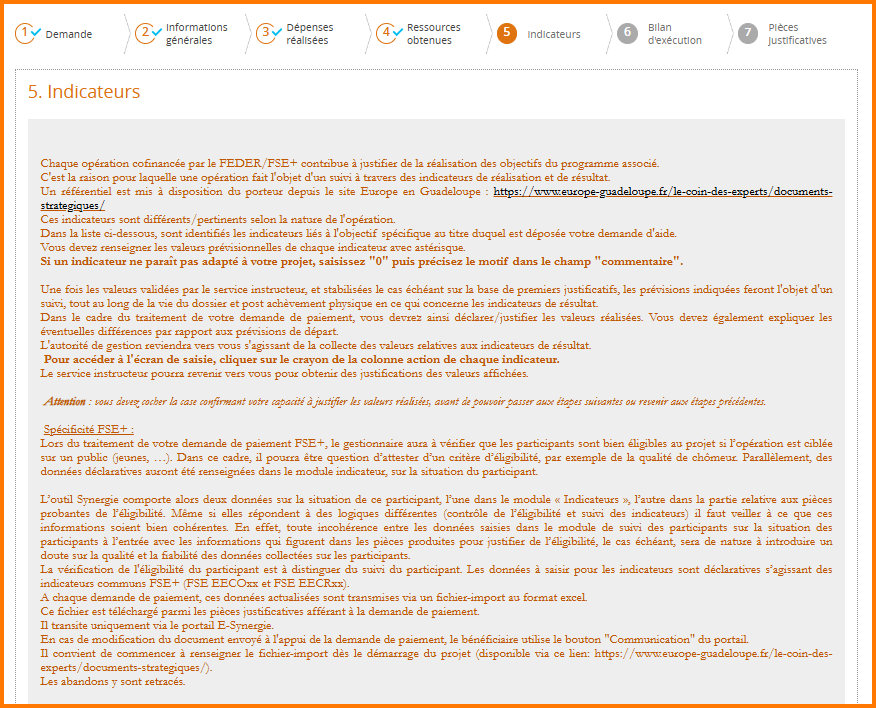 1 Demande
2 Informations générales
3 Dépenses réalisées
4 Ressources obtenues
5 Indicateurs
6 Bilan d'exécution
7 Pièces justificatives
5. Indicateurs
Chaque opération cofinancée par le FEDER/FSE+ contribue à justifier de la réalisation des objectifs du programme associé.
C'est la raison pour laquelle une opération fait l'objet d'un suivi à travers des indicateurs de réalisation et de résultat.
Un référentiel est mis à disposition du porteur depuis le site Europe en Guadeloupe : https://www.europe-guadeloupe.fr/le-coin-des-experts/documents-
strategiques/
Ces indicateurs sont différents/pertinents selon la nature de l'opération.
Dans la liste ci-dessous, sont identifiés les indicateurs liés à l'objectif spécifique au titre duquel est déposée votre demande d'aide.
Vous devez renseigner les valeurs prévisionnelles de chaque indicateur avec astérisque.
Si un indicateur ne paraît pas adapté à votre projet, saisissez "0" puis précisez le motif dans le champ "commentaire".
Une fois les valeurs validées par le service instructeur, et stabilisées le cas échéant sur la base de premiers justificatifs, les prévisions indiquées feront l'objet d'un
suivi, tout au long de la vie du dossier et post achèvement physique en ce qui concerne les indicateurs de résultat.
Dans le cadre du traitement de votre demande de paiement, vous devrez ainsi déclarer/justifier les valeurs réalisées. Vous devez également expliquer les
éventuelles différences par rapport aux prévisions de départ.
L'autorité de gestion reviendra vers vous s'agissant de la collecte des valeurs relatives aux indicateurs de résultat.
Pour accéder à l'écran de saisie, cliquer sur le crayon de la colonne action de chaque indicateur.
Le service instructeur pourra revenir vers vous pour obtenir des justifications des valeurs affichées.
Attention : vous devez cocher la case confirmant votre capacité à justifier les valeurs réalisées, avant de pouvoir passer aux étapes suivantes ou revenir aux étapes précédentes.
Spécificité FSE+ :
Lors du traitement de votre demande de paiement FSE+, le gestionnaire aura à vérifier que les participants sont bien éligibles au projet si l'opération est ciblée
sur un public (jeunes, …). Dans ce cadre, il pourra être question d'attester d'un critère d'éligibilité, par exemple de la qualité de chômeur. Parallèlement, des
données déclaratives auront été renseignées dans le module indicateur, sur la situation du participant.
L'outil Synergie comporte alors deux données sur la situation de ce participant, l'une dans le module « Indicateurs », l'autre dans la partie relative aux pièces
probantes de l'éligibilité. Même si elles répondent à des logiques différentes (contrôle de l'éligibilité et suivi des indicateurs) il faut veiller à ce que ces
informations soient bien cohérentes. En effet, toute incohérence entre les données saisies dans le module de suivi des participants sur la situation des
participants à l'entrée avec les informations qui figurent dans les pièces produites pour justifier de l'éligibilité, le cas échéant, sera de nature à introduire un
doute sur la qualité et la fiabilité des données collectées sur les participants.
La vérification de l'éligibilité du participant est à distinguer du suivi du participant. Les données à saisir pour les indicateurs sont déclaratives s'agissant des
indicateurs communs FSE+ (FSE EECOxx et FSE EECRxx).
A chaque demande de paiement, ces données actualisées sont transmises via un fichier-import au format excel.
Ce fichier est téléchargé parmi les pièces justificatives afférant à la demande de paiement.
Il transite uniquement via le portail E-Synergie.
En cas de modification du document envoyé à l'appui de la demande de paiement, le bénéficiaire utilise le bouton "Communication" du portail.
Il convient de commencer à renseigner le fichier-import dès le démarrage du projet (disponible via ce lien: https://www.europe-guadeloupe.fr/le-coin-des-
experts/documents-strategiques/).
Les abandons y sont retracés.